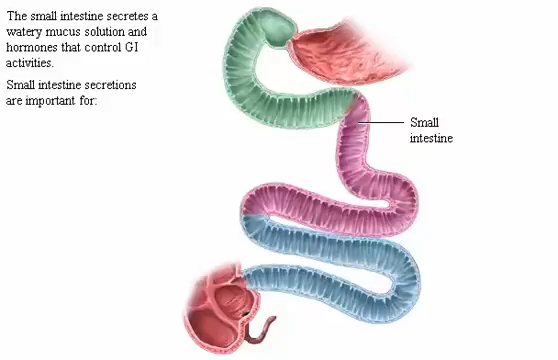 The small intestine secretes a
watery mucus solution and
hormones that control GI
activities.
Small intestine secretions
are important for:
Small
intestine